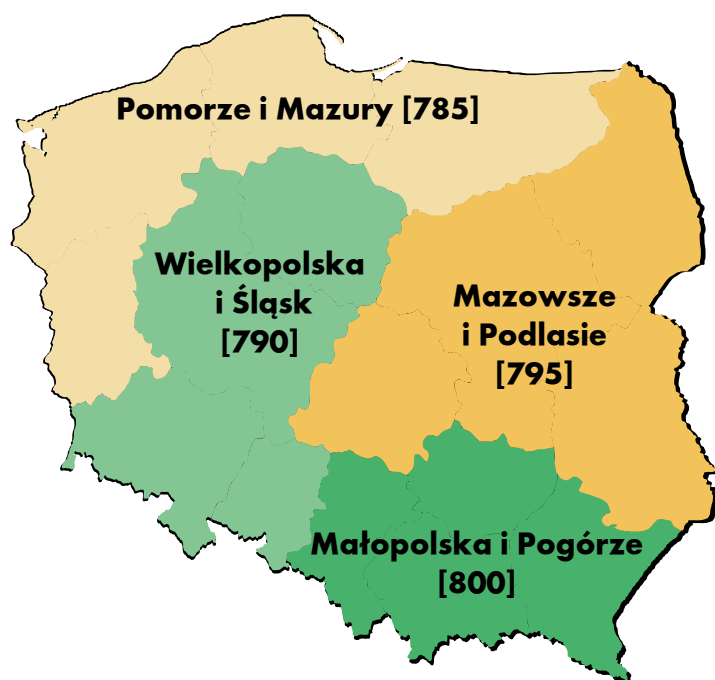 Pomorze i Mazury [785]
Wielkopolska
i Śląsk
[790]
Mazowsze
i Podlasie
[795]
Małopolska i Pogórze
[800]